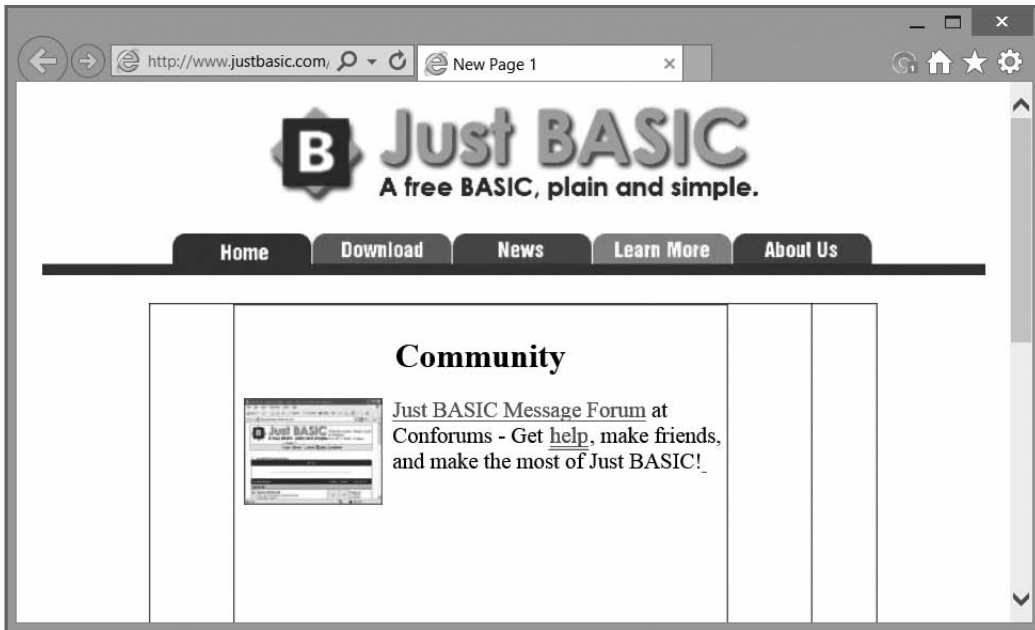 http://www.justbasic.com/
New Page 1
B
Just BASIC
A free BASIC, plain and simple.
Home
Download
News
Learn More
About Us
Community
Just BASIC Message Forum at
Conforums - Get help, make friends,
and make the most of Just BASIC!
Just BASIC